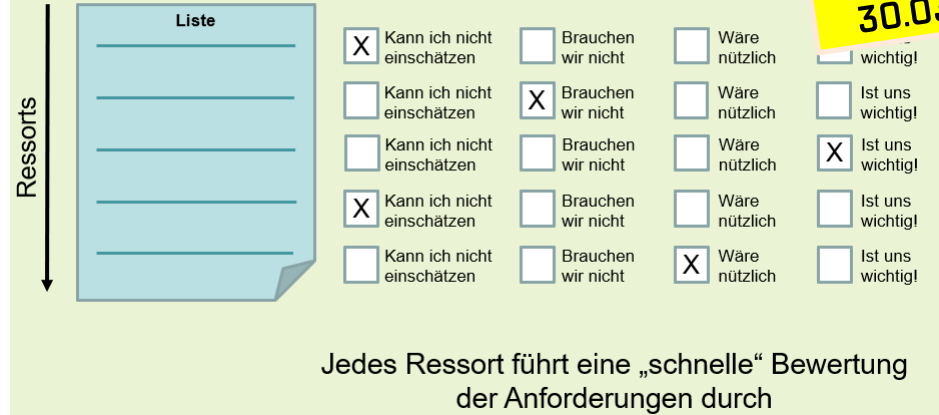 Liste
30.0
Ressorts
X Kann ich nicht einschätzen Brauchen wir nicht Wäre nützlich wichtig!
Kann ich nicht einschätzen X Brauchen wir nicht Wäre nützlich Ist uns wichtig!
Kann ich nicht einschätzen Brauchen wir nicht Wäre nützlich X Ist uns wichtig!
X Kann ich nicht einschätzen Brauchen wir nicht Wäre nützlich Ist uns wichtig!
Kann ich nicht einschätzen Brauchen wir nicht X Wäre nützlich Ist uns wichtig!
Jedes Ressort führt eine „schnelle“ Bewertung
der Anforderungen durch